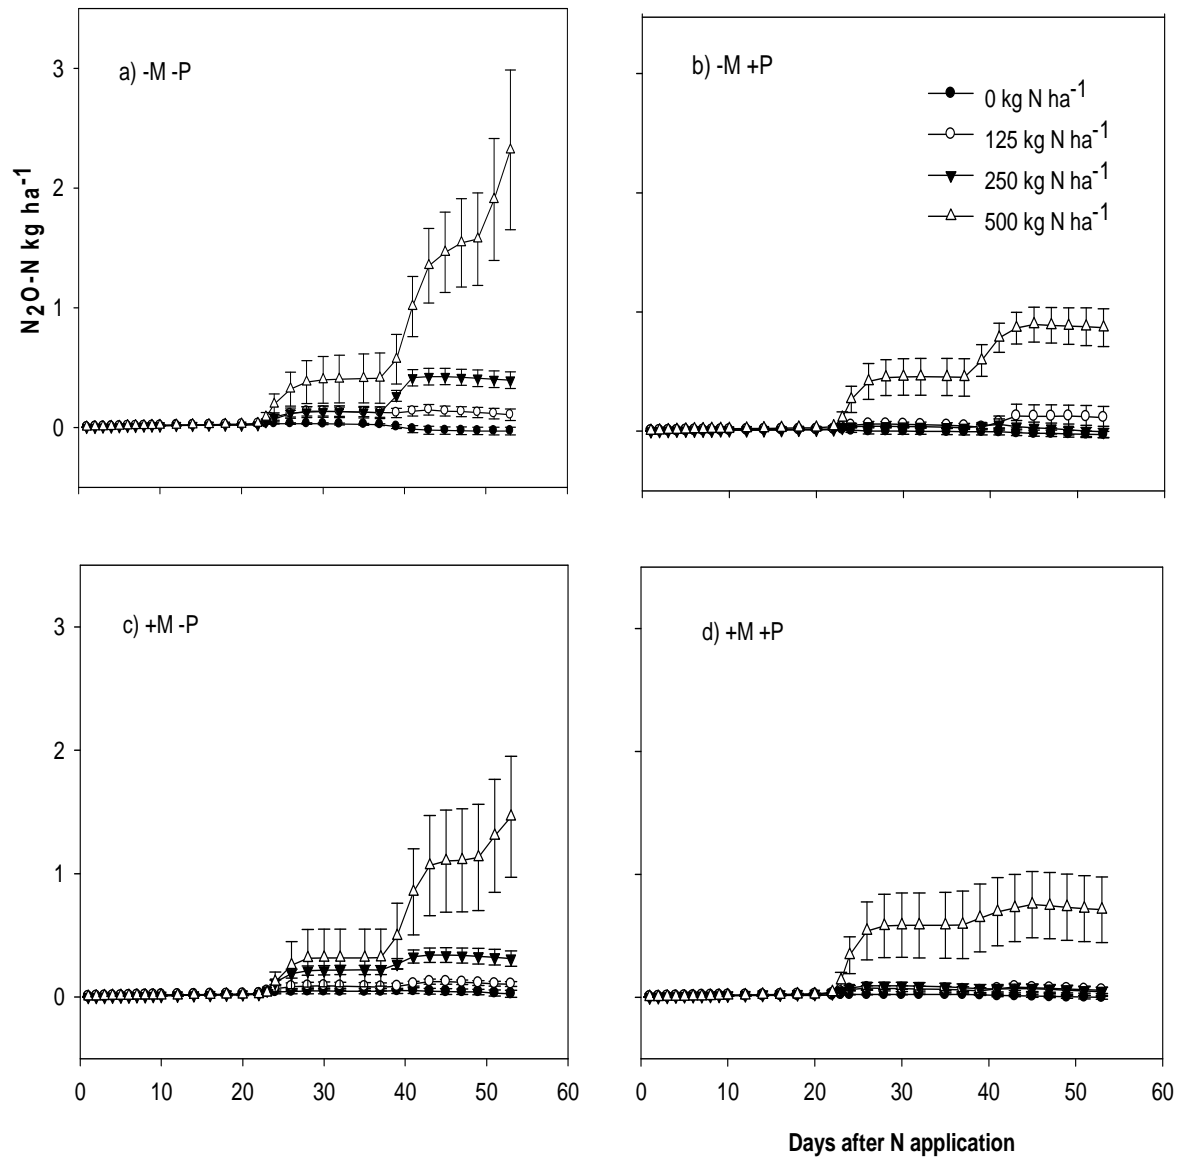 a) -M -P
b) -M +P
0 kg N ha-1
125 kg N ha-1
250 kg N ha-1
500 kg N ha-1
N2O-N kg ha-1
3
2
1
0
c) +M -P
d) +M +P
3
2
1
0
0 10 20 30 40 50 60
0 10 20 30 40 50 60
Days after N application